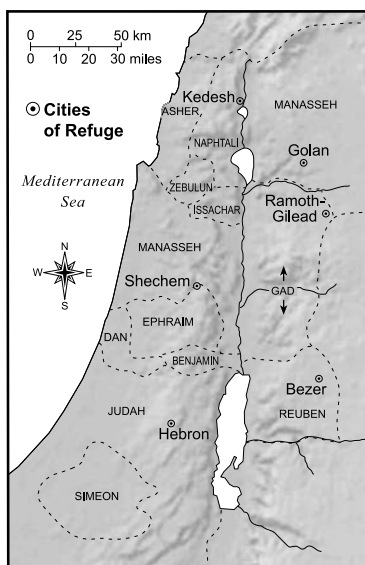 0 50 km
0 10 20 30 miles
Cities
of Refuge
Mediterranean
Sea
N
W E
S
Kedesh
ASHER
MANASSEH
NAPHTALI
Golan
ZEBULUN
ISSACHAR
Ramoth-
Gilead
MANASSEH
Shechem
GAD
EPHRAIM
DAN
BENJAMIN
Bezer
JUDAH
REUBEN
Hebron
SIMEON